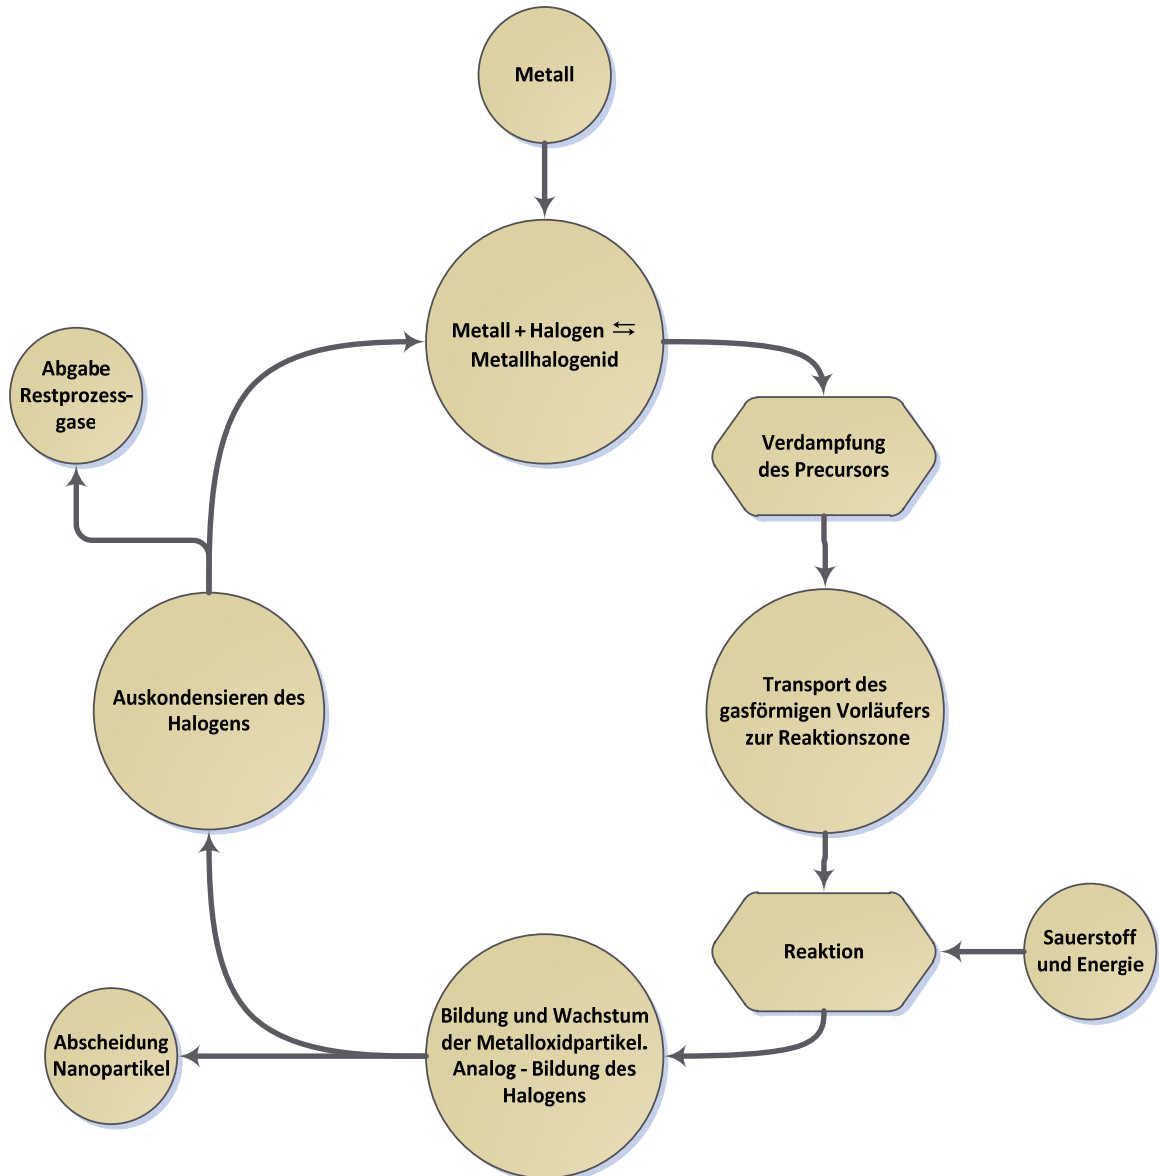 Metall
Metall + Halogen ⇆
Metallhalogenid
Abgabe
Restprozess-
gase
Verdampfung
des Precursors
Auskondensieren des
Halogens
Transport des
gasförmigen Vorläufers
zur Reaktionszone
Reaktion
Sauerstoff
und Energie
Bildung und Wachstum
der Metalloxidpartikel.
Analog - Bildung des
Halogens
Abscheidung
Nanopartikel